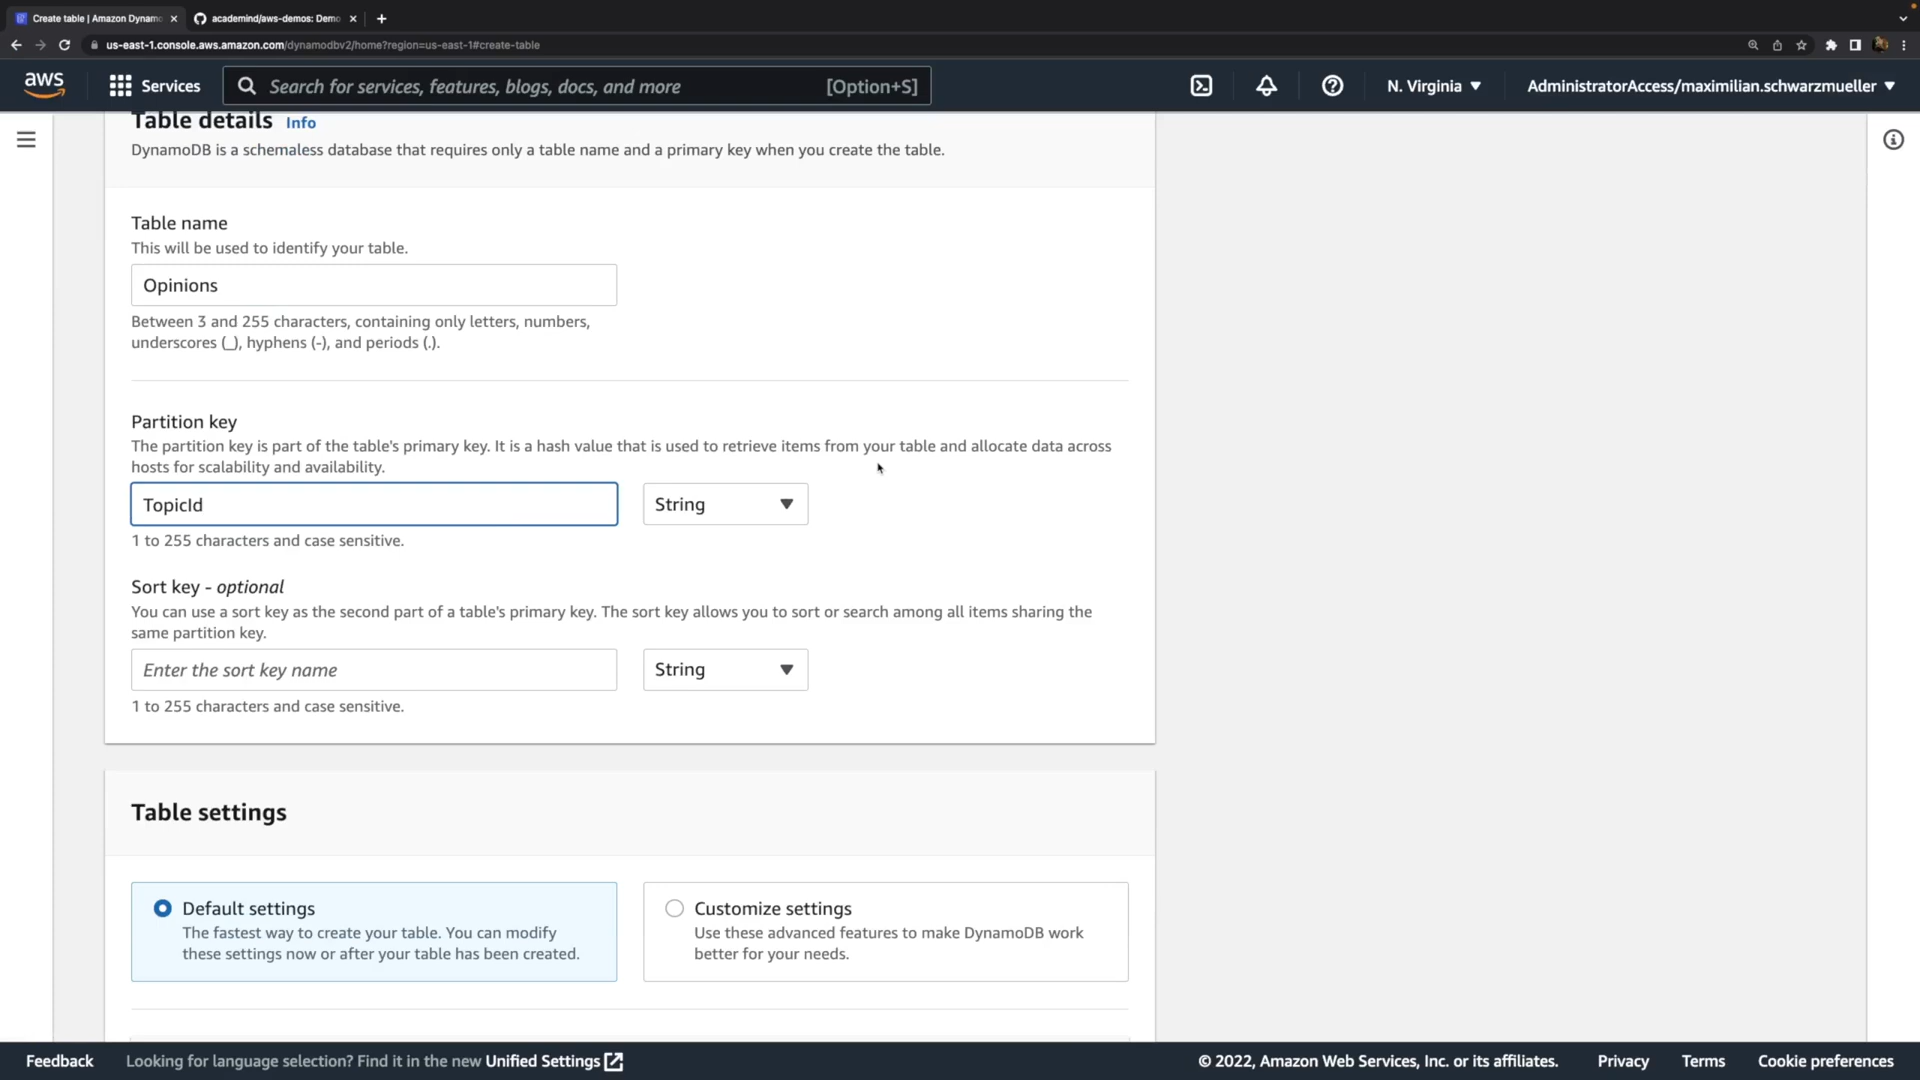 Create table | Amazon Dynamo
academind/aws-demos: Demo
us-east-1.console.aws.amazon.com/dynamodbv2/home?region=us-east-1#create-table
aws
Services
Search for services, features, blogs, docs, and more
[Option+S]
N. Virginia
AdministratorAccess/maximilian.schwarzmueller
Table details Info
DynamoDB is a schemaless database that requires only a table name and a primary key when you create the table.
Table name
This will be used to identify your table.
Opinions
Between 3 and 255 characters, containing only letters, numbers,
underscores (_), hyphens (-), and periods (.).
Partition key
The partition key is part of the table's primary key. It is a hash value that is used to retrieve items from your table and allocate data across
hosts for scalability and availability.
TopicId
String
1 to 255 characters and case sensitive.
Sort key - optional
You can use a sort key as the second part of a table's primary key. The sort key allows you to sort or search among all items sharing the
same partition key.
Enter the sort key name
String
1 to 255 characters and case sensitive.
Table settings
Default settings
The fastest way to create your table. You can modify
these settings now or after your table has been created.
Customize settings
Use these advanced features to make DynamoDB work
better for your needs.
Feedback
Looking for language selection? Find it in the new Unified Settings
© 2022, Amazon Web Services, Inc. or its affiliates.
Privacy
Terms
Cookie preferences